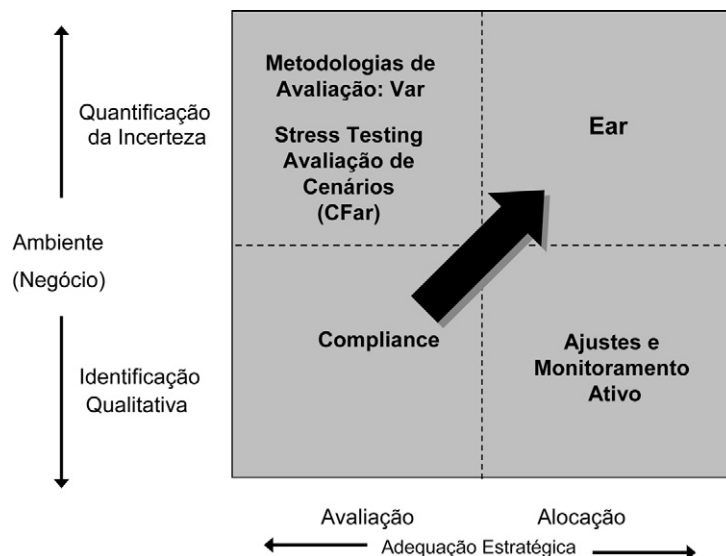 Metodologias de
Avaliação: Var
Stress Testing
Avaliação de
Cenários
(CFar)
Ear
Quantificação
da Incerteza
Ambiente
(Negócio)
Identificação
Qualitativa
Compliance
Ajustes e
Monitoramento
Ativo
Avaliação
Alocação
Adequação Estratégica